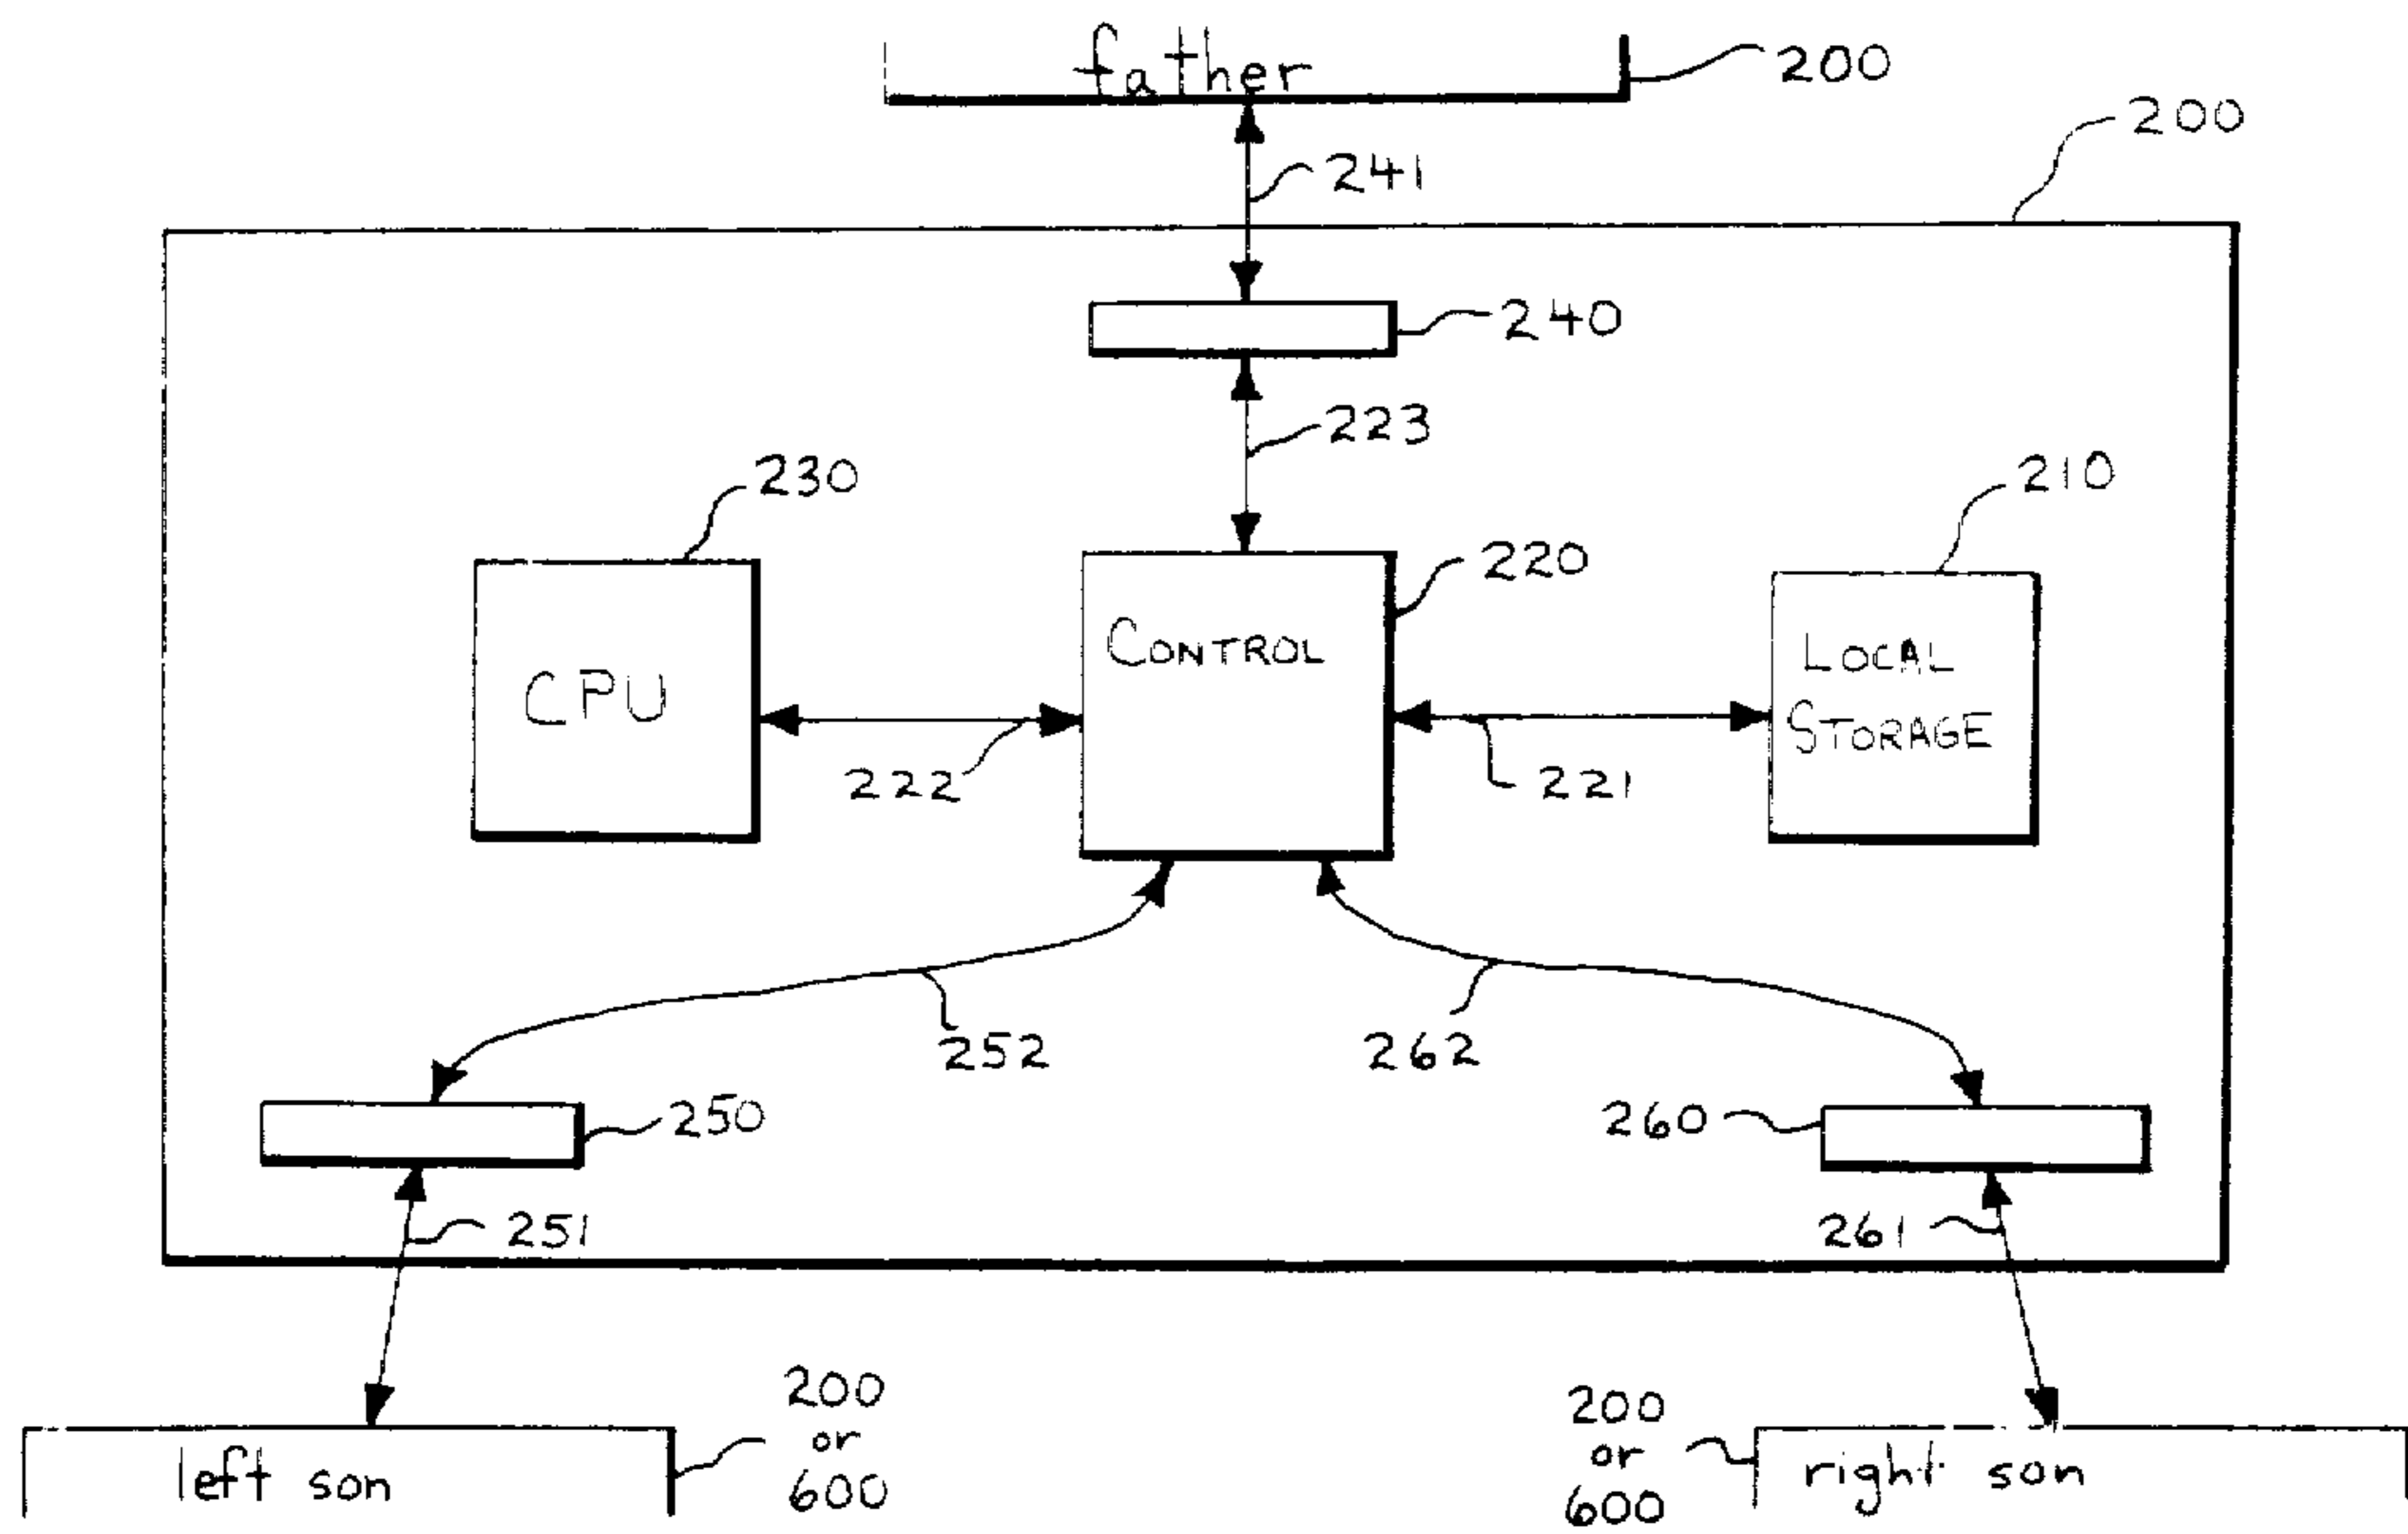 father
200
200
241
240
223
230
210
220
CONTROL
LOCAL
STORAGE
CPU
222
221
252
262
250
260
251
261
200
or
600
200
or
600
left son
right son